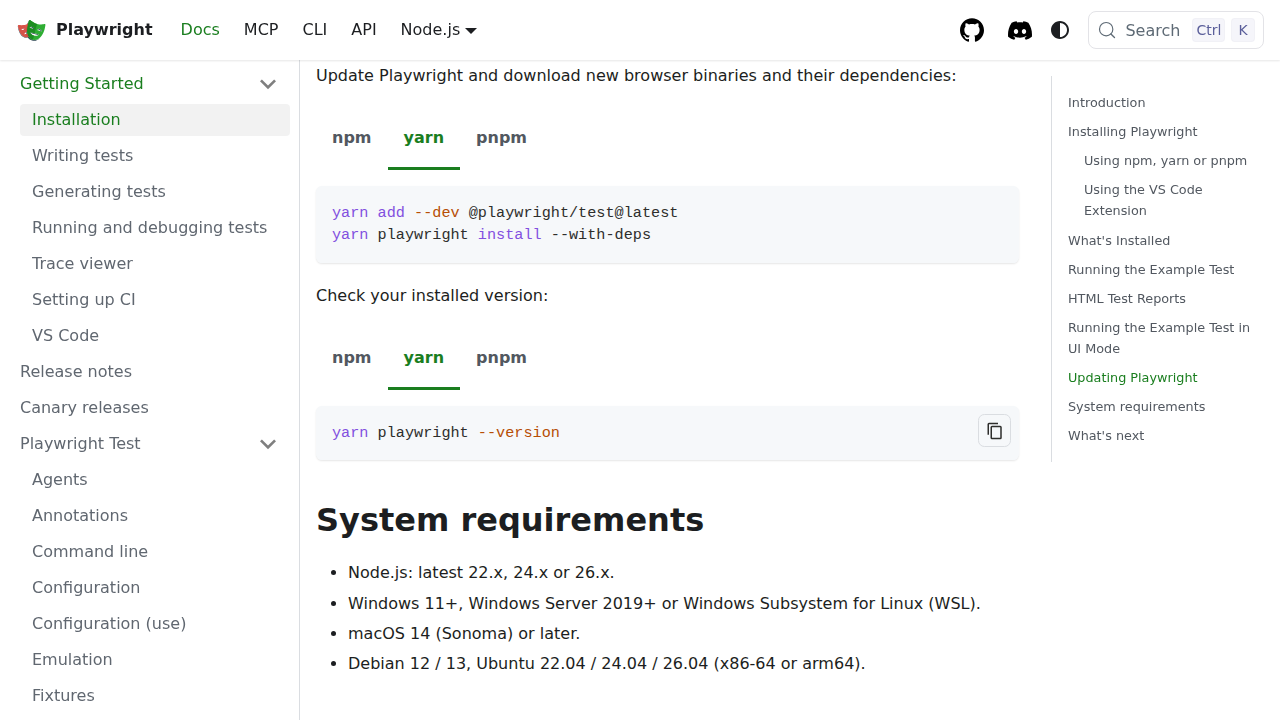 Playwright
Docs
MCP
CLI
API
Node.js
Search
Ctrl
K
Getting Started
Installation
Writing tests
Generating tests
Running and debugging tests
Trace viewer
Setting up CI
VS Code
Release notes
Canary releases
Playwright Test
Agents
Annotations
Command line
Configuration
Configuration (use)
Emulation
Fixtures
Update Playwright and download new browser binaries and their dependencies:
npm
yarn
pnpm
yarn add --dev @playwright/test@latest
yarn playwright install --with-deps
Check your installed version:
npm
yarn
pnpm
yarn playwright --version
System requirements
Node.js: latest 22.x, 24.x or 26.x.
Windows 11+, Windows Server 2019+ or Windows Subsystem for Linux (WSL).
macOS 14 (Sonoma) or later.
Debian 12 / 13, Ubuntu 22.04 / 24.04 / 26.04 (x86-64 or arm64).
Introduction
Installing Playwright
Using npm, yarn or pnpm
Using the VS Code
Extension
What's Installed
Running the Example Test
HTML Test Reports
Running the Example Test in
UI Mode
Updating Playwright
System requirements
What's next